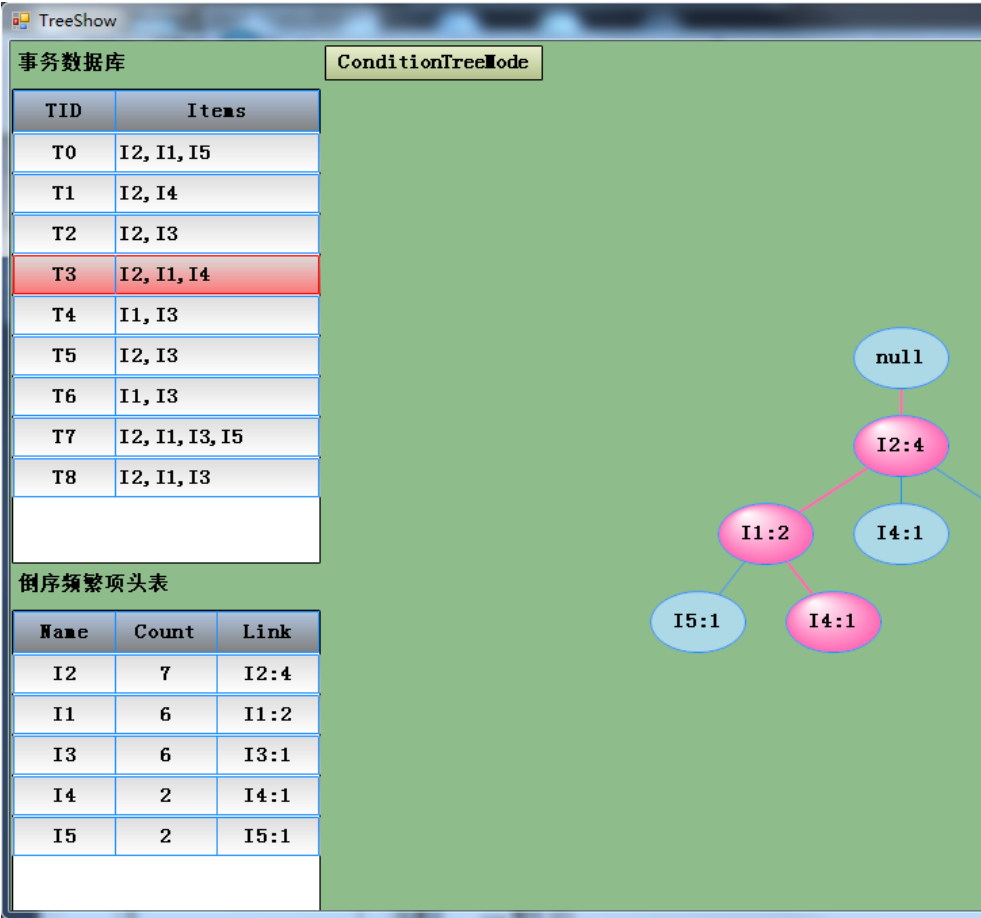 TreeShow
事务数据库
ConditionTreeMode
TID Items
T0 I2,I1,I5
T1 I2,I4
T2 I2,I3
T3 I2,I1,I4
T4 I1,I3
T5 I2,I3
T6 I1,I3
T7 I2,I1,I3,I5
T8 I2,I1,I3
null
I2:4
I1:2 I4:1
I5:1 I4:1
倒序频繁项头表
Name Count Link
I2 7 I2:4
I1 6 I1:2
I3 6 I3:1
I4 2 I4:1
I5 2 I5:1